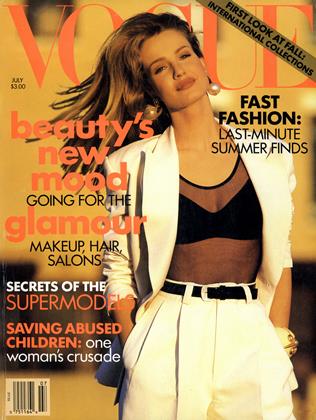 VOGUE
FIRST LOOK AT FALL:
INTERNATIONAL COLLECTIONS
JULY
$3.00
FAST
FASHION:
LAST-MINUTE
SUMMER FINDS
beauty's
new
mood
GOING FOR THE
glamour
MAKEUP, HAIR,
SALONS
SECRETS OF THE
SUPERMODELS
SAVING ABUSED
CHILDREN: one
woman's crusade
07